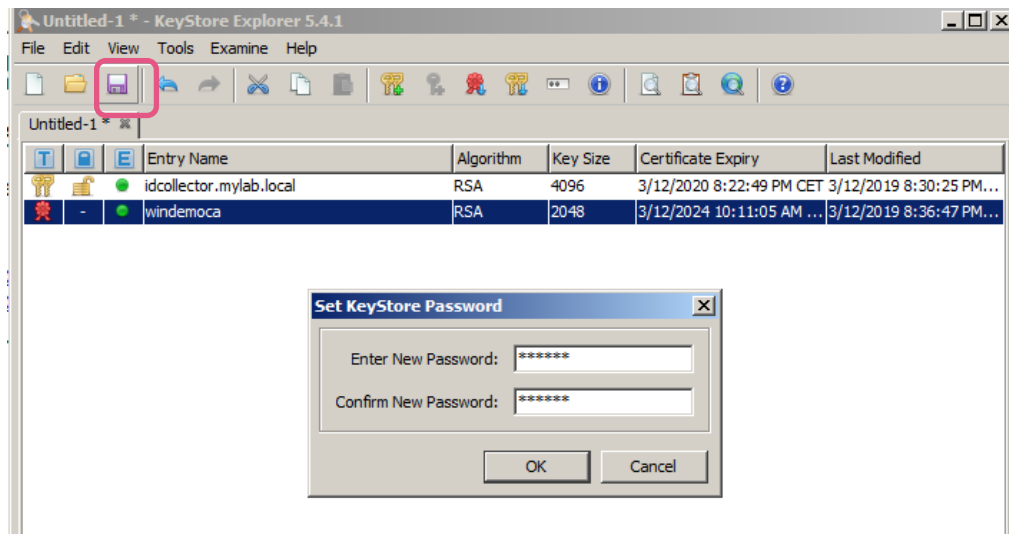 Untitled-1 * - KeyStore Explorer 5.4.1
File Edit View Tools Examine Help
Untitled-1 *
T E Entry Name Algorithm Key Size Certificate Expiry Last Modified
idcollector.mylab.local RSA 4096 3/12/2020 8:22:49 PM CET 3/12/2019 8:30:25 PM...
- windemoca RSA 2048 3/12/2024 10:11:05 AM ... 3/12/2019 8:36:47 PM...
Set KeyStore Password
Enter New Password: ******
Confirm New Password: ******
OK Cancel